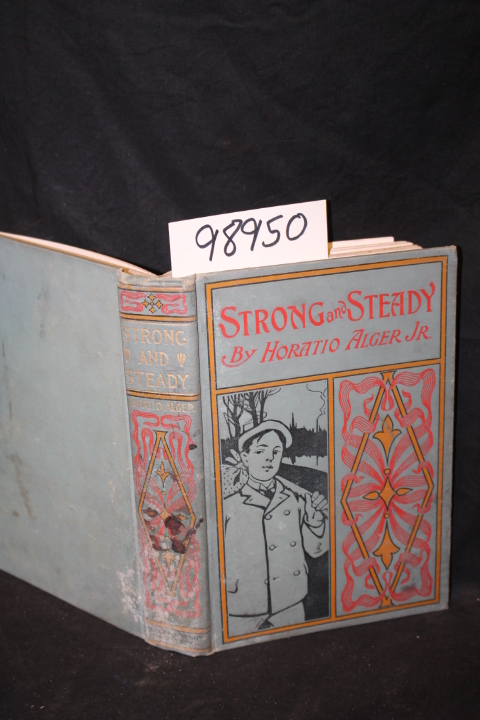 98950
STRONG and STEADY
By HORATIO ALGER JR.
STRONG
AND
STEADY
HORATIO ALGER